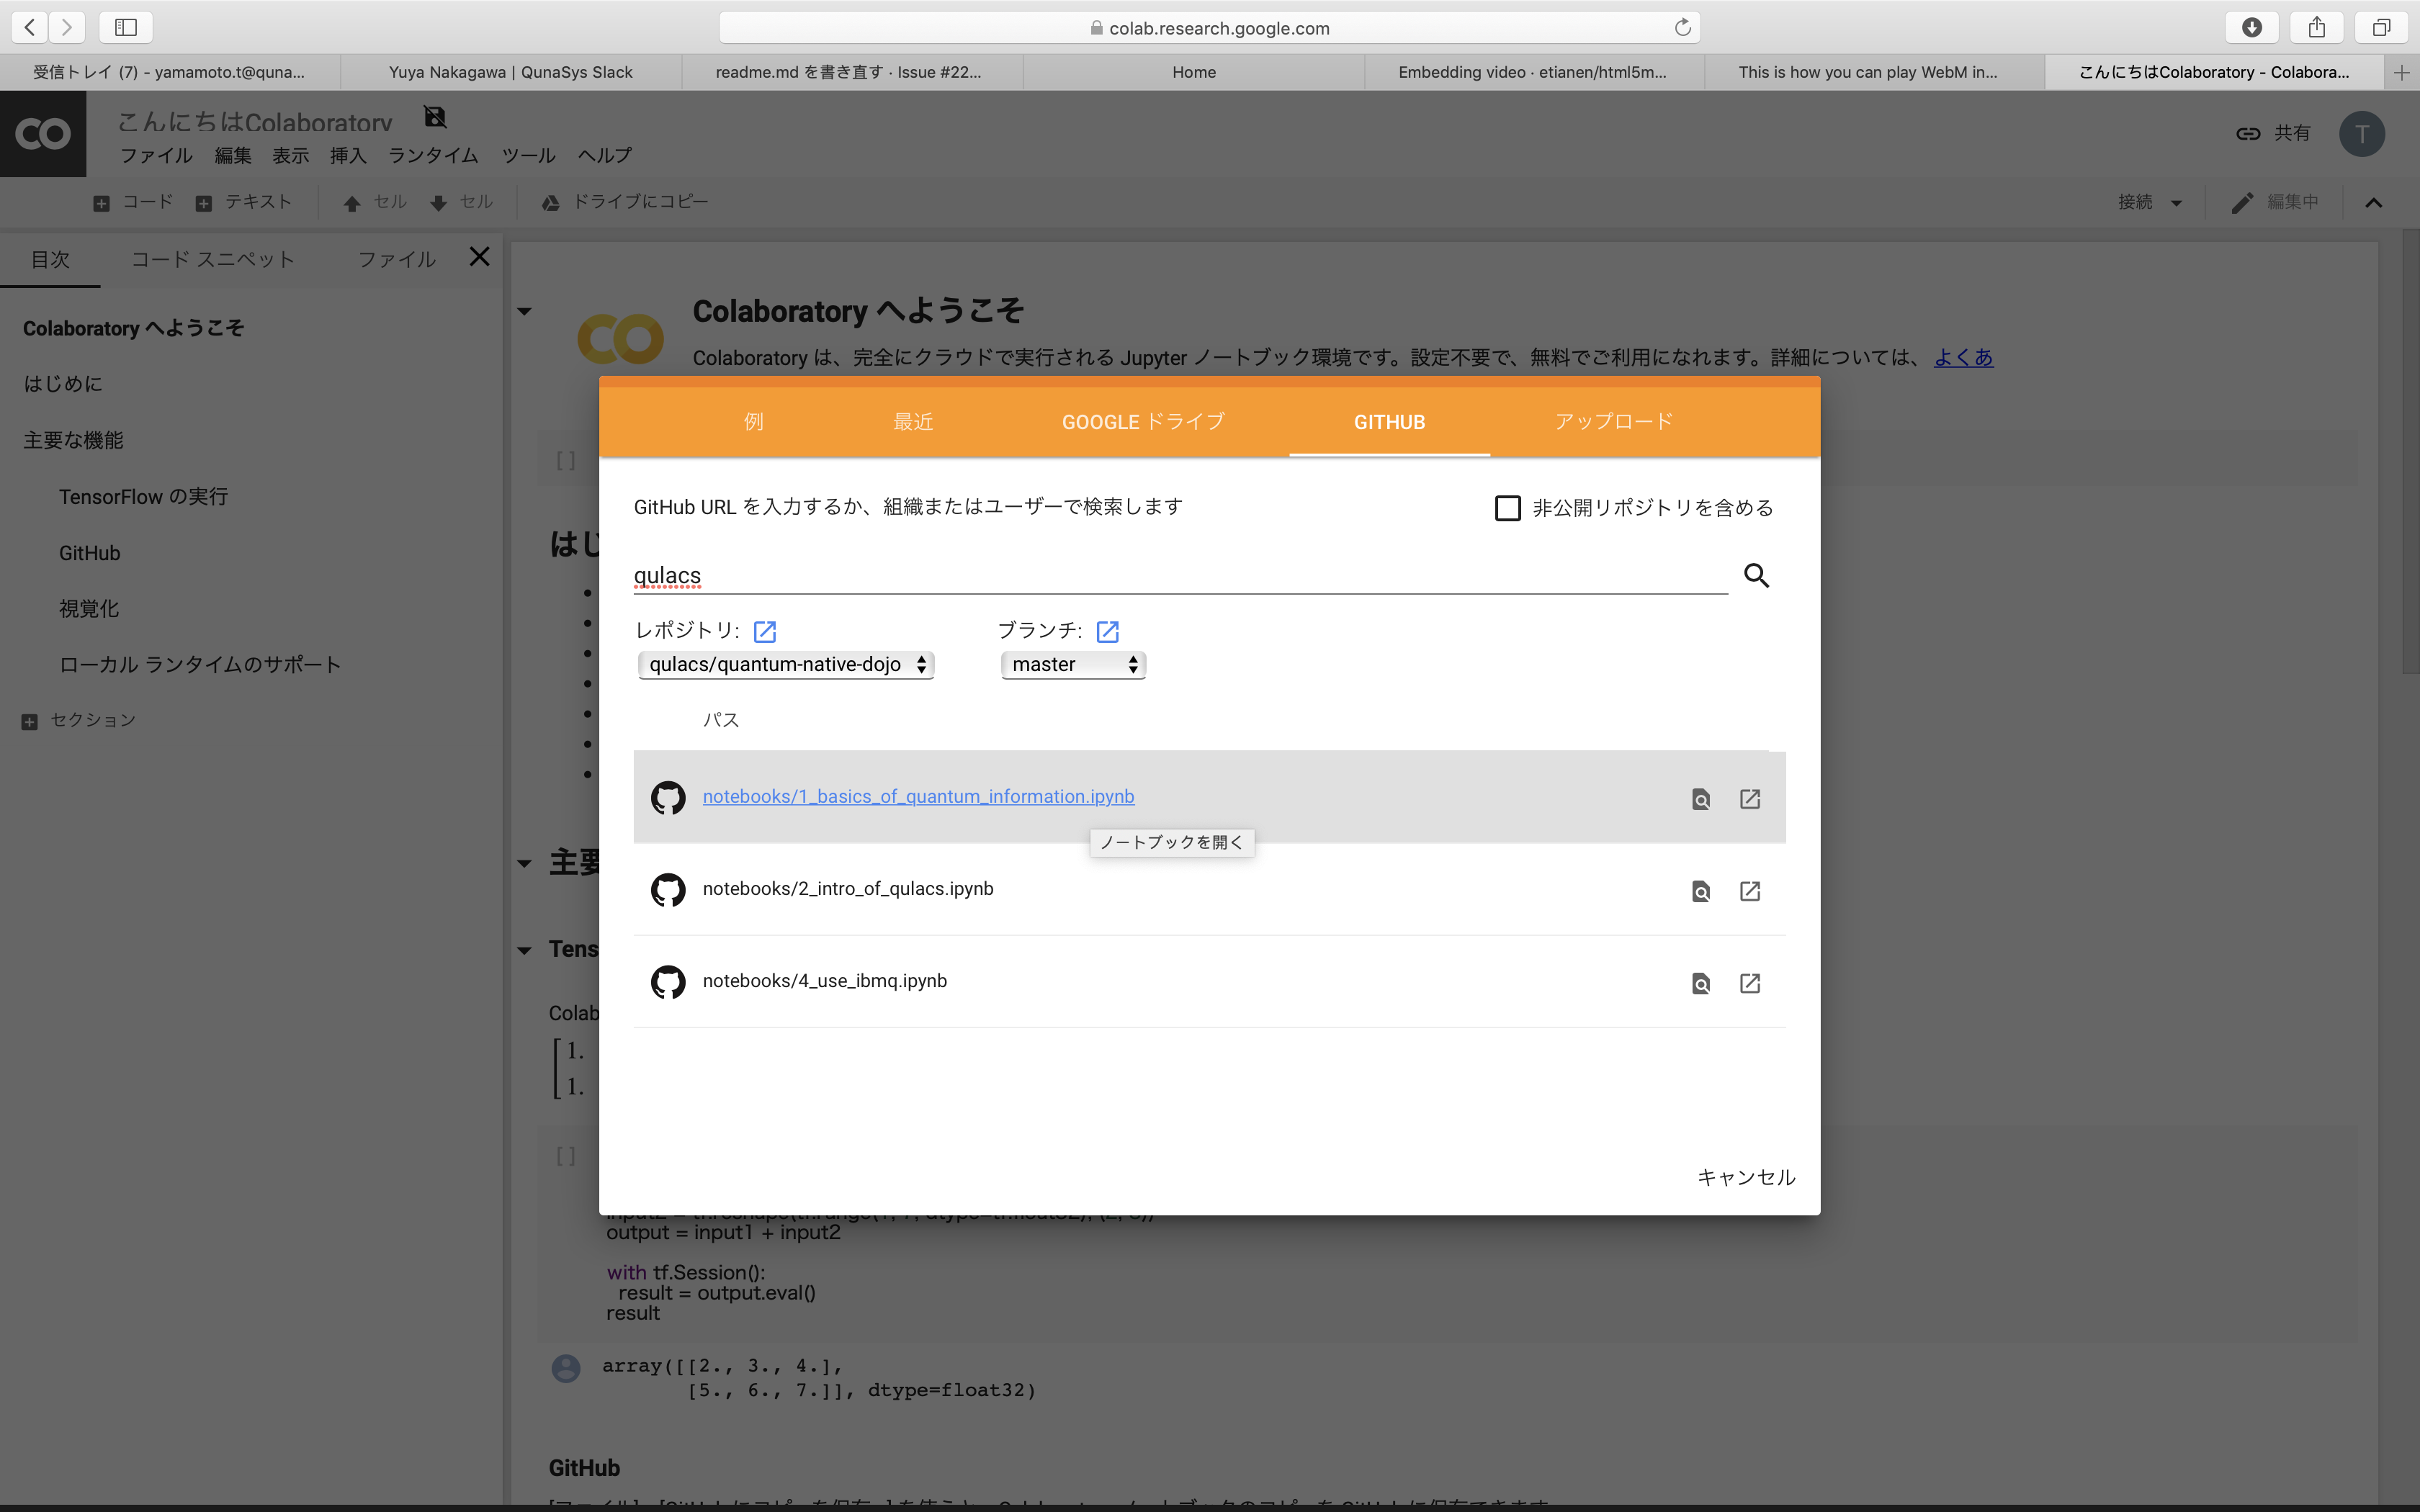 colab.research.google.com
受信トレイ (7) - yamamoto.t@quna...
Yuya Nakagawa | QunaSys Slack
readme.md を書き直す · Issue #22...
Home
Embedding video · etianen/html5m...
This is how you can play WebM in...
こんにちはColaboratory - Colabora...
こんにちはColaboratory
共有
T
ファイル 編集 表示 挿入 ランタイム ツール ヘルプ
コード テキスト セル セル ドライブにコピー
接続 編集中
目次 コード スニペット ファイル
Colaboratory へようこそ
はじめに
主要な機能
TensorFlow の実行
GitHub
視覚化
ローカル ランタイムのサポート
セクション
Colaboratory へようこそ
Colaboratory は、完全にクラウドで実行される Jupyter ノートブック環境です。設定不要で、無料でご利用になれます。詳細については、 よくあ
[ ]
はじ
主要
Tens
Colab
1.
1.
[ ]
例 最近 GOOGLE ドライブ GITHUB アップロード
GitHub URL を入力するか、組織またはユーザーで検索します
非公開リポジトリを含める
qulacs
レポジトリ: ブランチ:
qulacs/quantum-native-dojo master
パス
notebooks/1_basics_of_quantum_information.ipynb
ノートブックを開く
notebooks/2_intro_of_qulacs.ipynb
notebooks/4_use_ibmq.ipynb
キャンセル
output = input1 + input2
with tf.Session():
result = output.eval()
result
array([[2., 3., 4.],
[5., 6., 7.]], dtype=float32)
GitHub